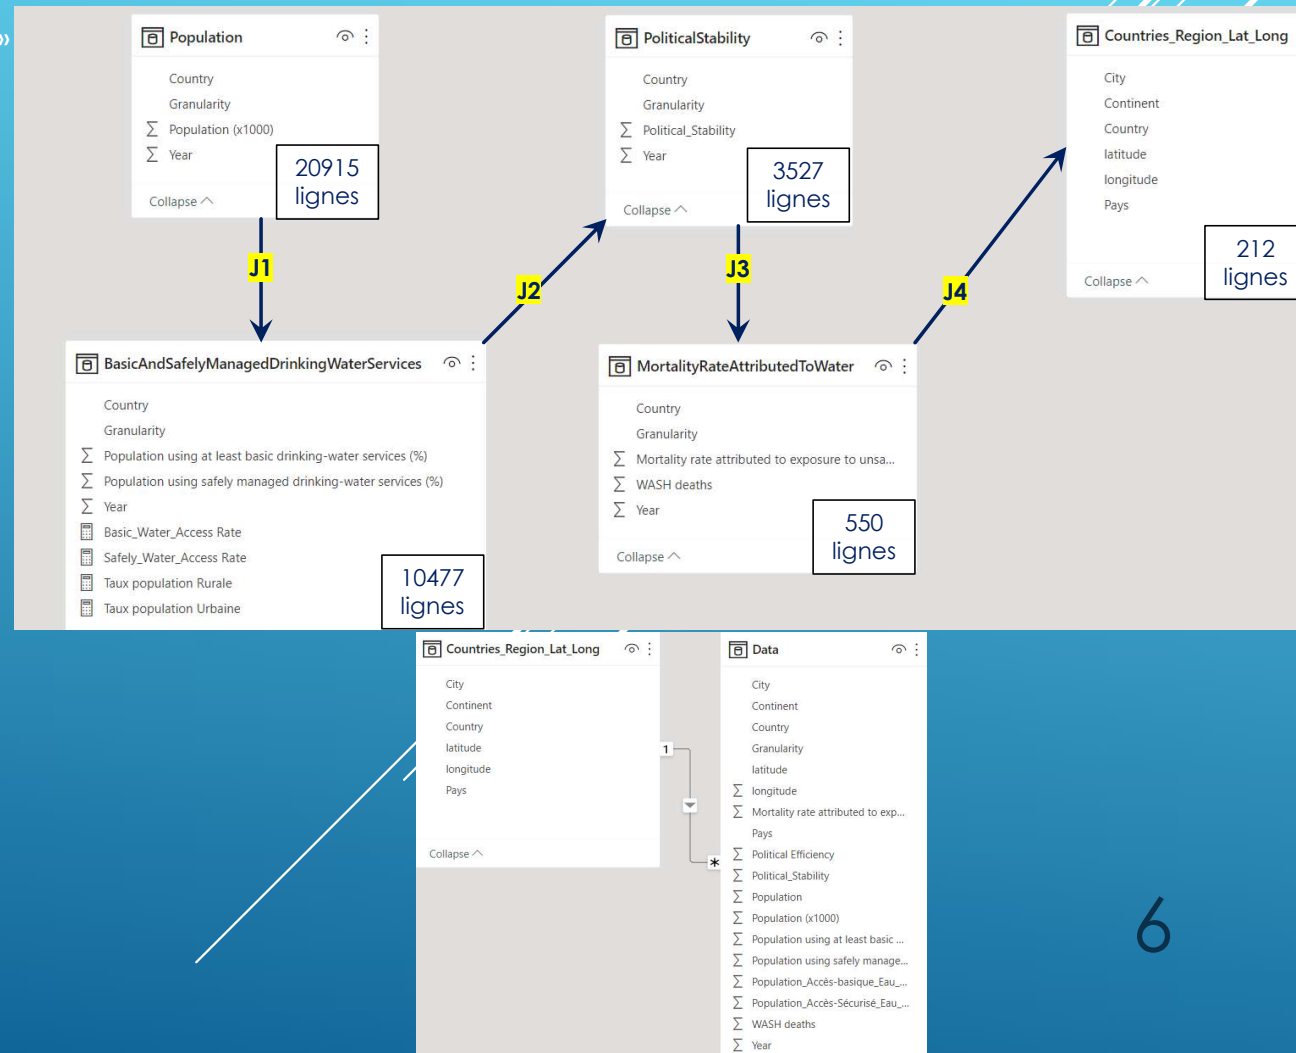 »
Population
Country
Granularity
Population (x1000)
Year
Collapse
20915
lignes
PoliticalStability
Country
Granularity
Political_Stability
Year
Collapse
3527
lignes
Countries_Region_Lat_Long
City
Continent
Country
latitude
longitude
Pays
Collapse
212
lignes
J1
J2
J3
J4
BasicAndSafelyManagedDrinkingWaterServices
Country
Granularity
Population using at least basic drinking-water services (%)
Population using safely managed drinking-water services (%)
Year
Basic_Water_Access Rate
Safely_Water_Access Rate
Taux population Rurale
Taux population Urbaine
10477
lignes
MortalityRateAttributedToWater
Country
Granularity
Mortality rate attributed to exposure to unsa...
WASH deaths
Year
Collapse
550
lignes
Countries_Region_Lat_Long
City
Continent
Country
latitude
longitude
Pays
Collapse
1
*
Data
City
Continent
Country
Granularity
latitude
longitude
Mortality rate attributed to exp...
Pays
Political Efficiency
Political_Stability
Population
Population (x1000)
Population using at least basic ...
Population using safely manage...
Population_Accès-basique_Eau_...
Population_Accès-Sécurisé_Eau_...
WASH deaths
Year
6